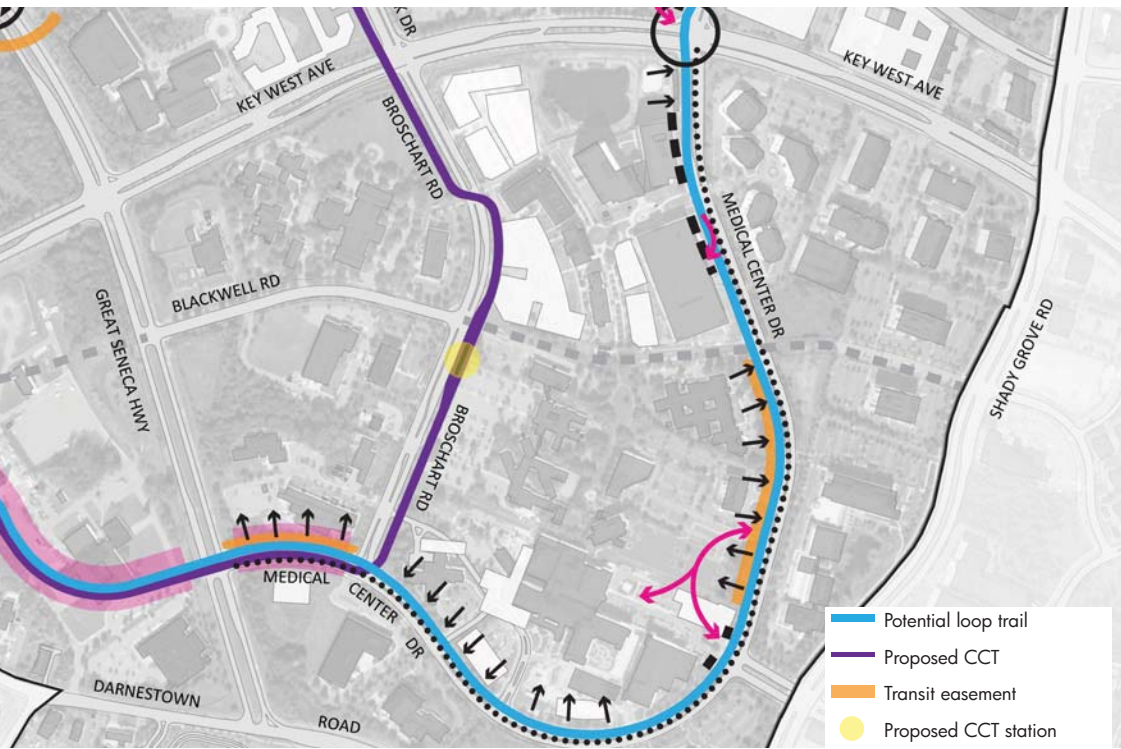 K DR
KEY WEST AVE
KEY WEST AVE
BROSCHART RD
MEDICAL CENTER DR
BLACKWELL RD
GREAT SENECA HWY
SHADY GROVE RD
BROSCHART RD
MEDICAL
CENTER
DR
DARNESTOWN
ROAD
Potential loop trail
Proposed CCT
Transit easement
Proposed CCT station